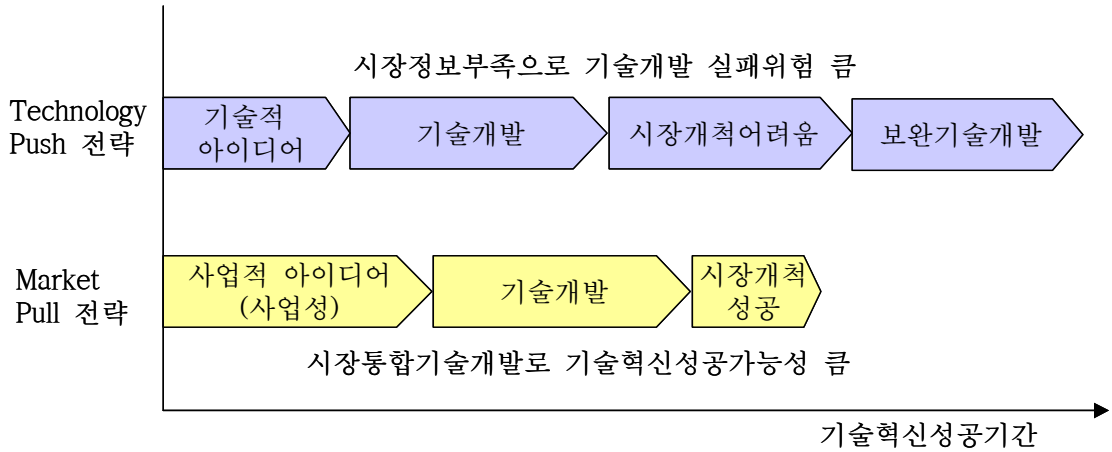 시장정보부족으로 기술개발 실패위험 큼
Technology
Push 전략
기술적
아이디어
기술개발
시장개척어려움
보완기술개발
Market
Pull 전략
사업적 아이디어
(사업성)
기술개발
시장개척
성공
시장통합기술개발로 기술혁신성공가능성 큼
기술혁신성공기간